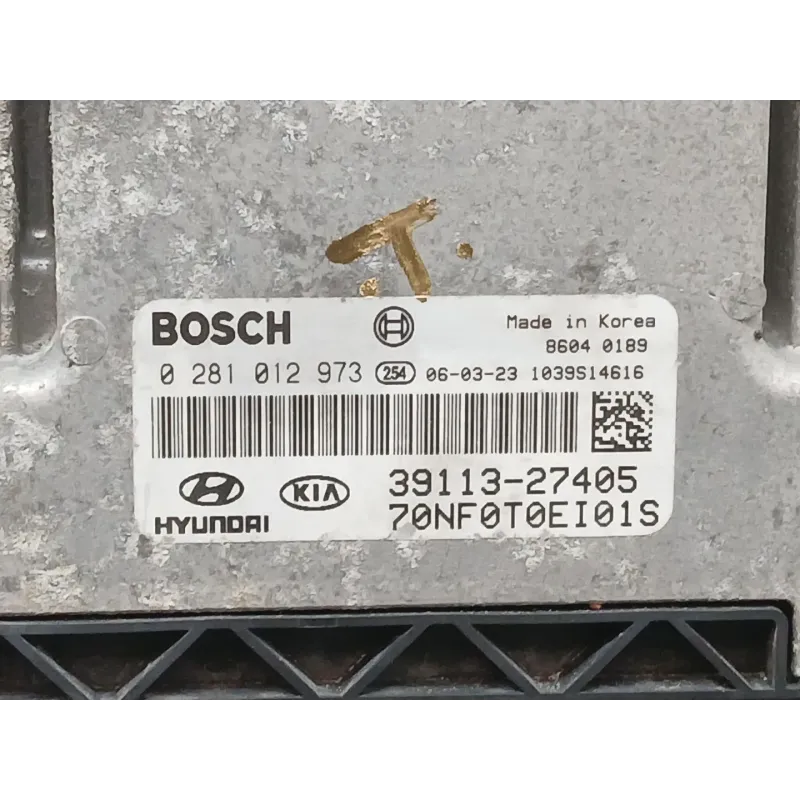 T.
BOSCH
Made in Korea
8604 0189
0 281 012 973 254 06-03-23 1039S14616
HYUNDAI KIA 39113-27405
70NF0T0EI01S